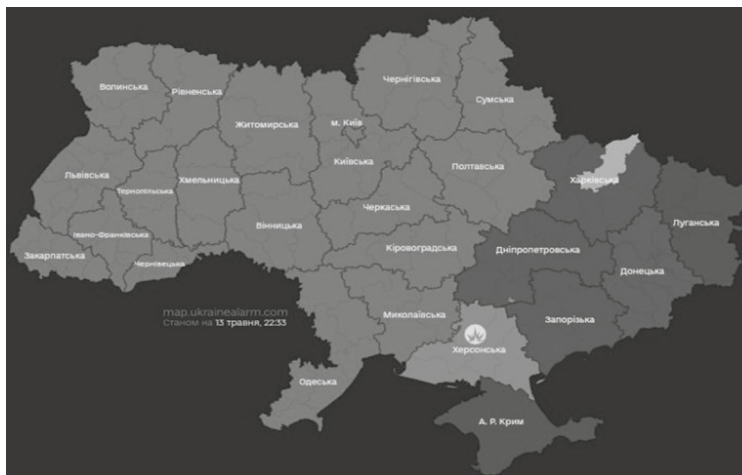 Чернігівська
Волинська
Рівненська
Сумська
м. Київ
Житомирська
Київська
Полтавська
Львівська
Хмельницька
Харківська
Тернопільська
Черкаська
Луганська
Вінницька
Івано-Франківська
Кіровоградська
Дніпропетровська
Закарпатська
Чернівецька
Донецька
map.ukrainealarm.com
Станом на 13 травня, 22:33
Миколаївська
Запорізька
Херсонська
Одеська
А. Р. Крим